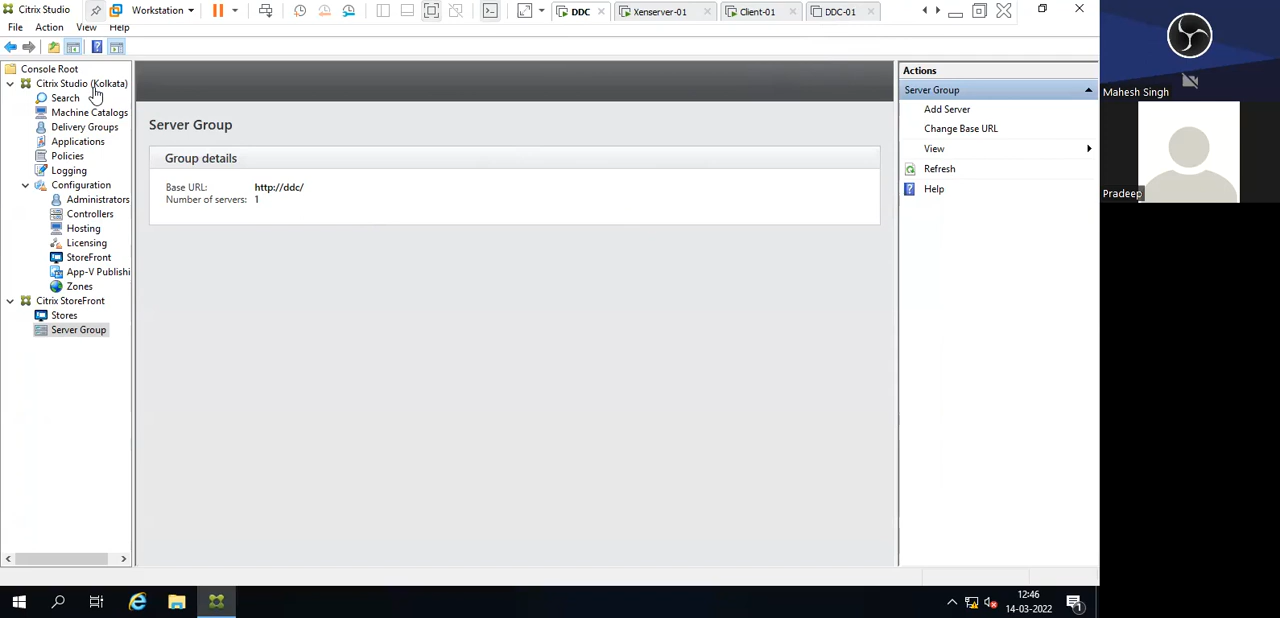 Citrix Studio
Workstation
DDC
Xenserver-01
Client-01
DDC-01
File
Action
View
Help
Console Root
Citrix Studio (Kolkata)
Search
Machine Catalogs
Delivery Groups
Applications
Policies
Logging
Configuration
Administrators
Controllers
Hosting
Licensing
StoreFront
App-V Publishi
Zones
Citrix StoreFront
Stores
Server Group
Server Group
Group details
Base URL: http://ddc/
Number of servers: 1
Actions
Server Group
Add Server
Change Base URL
View
Refresh
Help
Mahesh Singh
Pradeep
12:46
14-03-2022
1